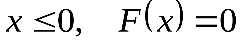 x ≤0, F(x) =0